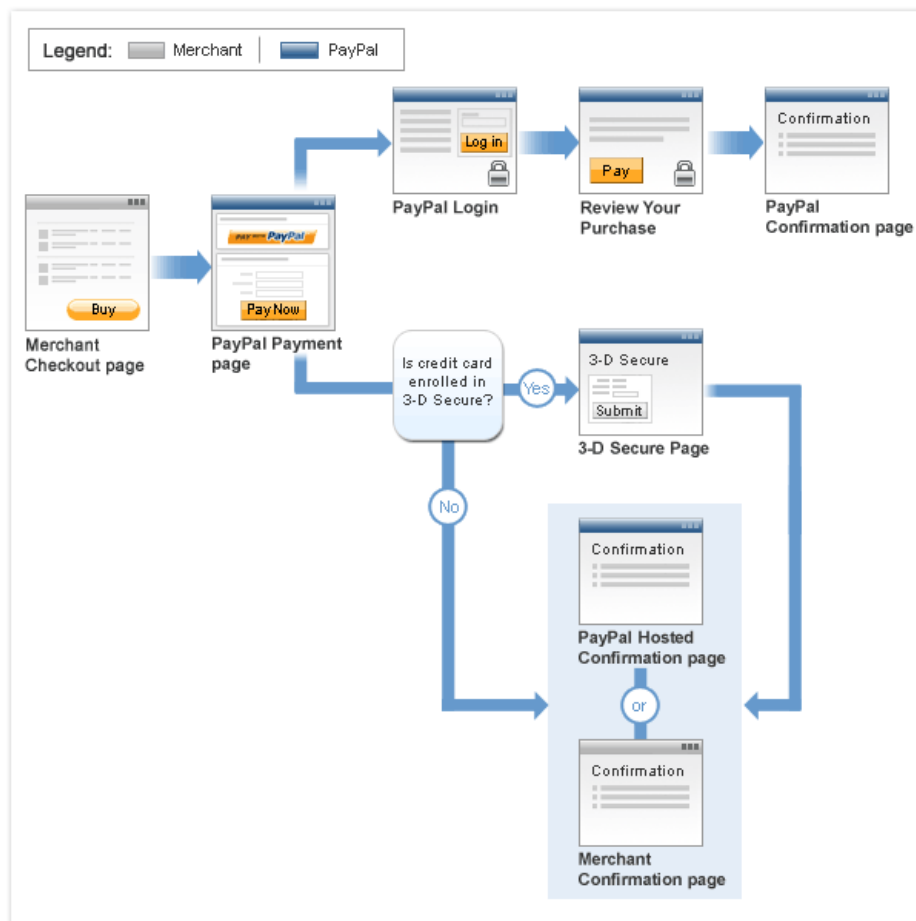 Legend: Merchant PayPal
Log in
PayPal Login
Pay
Review Your
Purchase
Confirmation
PayPal
Confirmation page
Buy
Merchant
Checkout page
PAY WITH PayPal
Pay Now
PayPal Payment
page
Is credit card
enrolled in
3-D Secure?
Yes
3-D Secure
Submit
3-D Secure Page
No
Confirmation
PayPal Hosted
Confirmation page
or
Confirmation
Merchant
Confirmation page